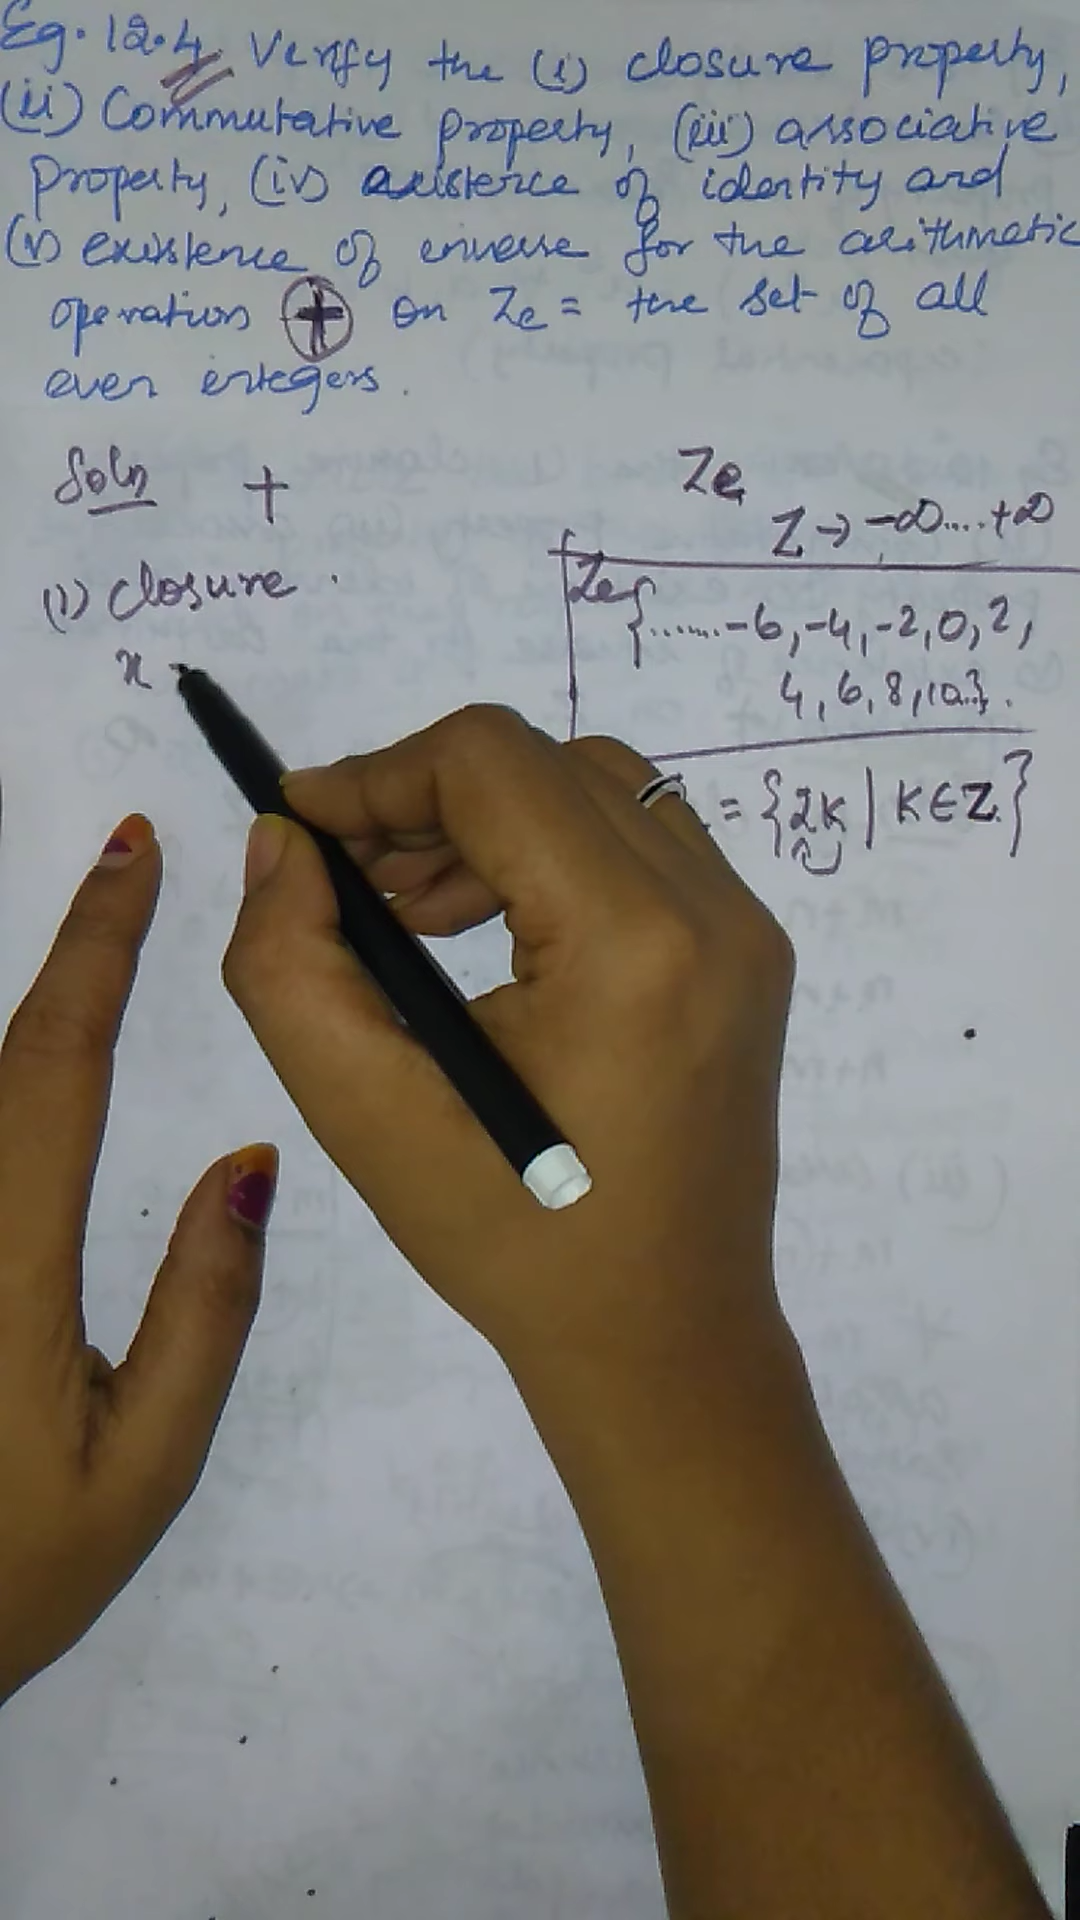 Eg. 12.4. Verify the (i) closure property,
(ii) Commutative property, (iii) associative
property, (iv) existence of identity and
(v) existence of inverse for the arithmetic
operation + on Ze = the set of all
even integers.
Soln +
Ze
Z → -∞....+∞
(i) closure.
Ze
{......-6, -4, -2, 0, 2,
4, 6, 8, 10..}.
x
= {2k | K∈Z}